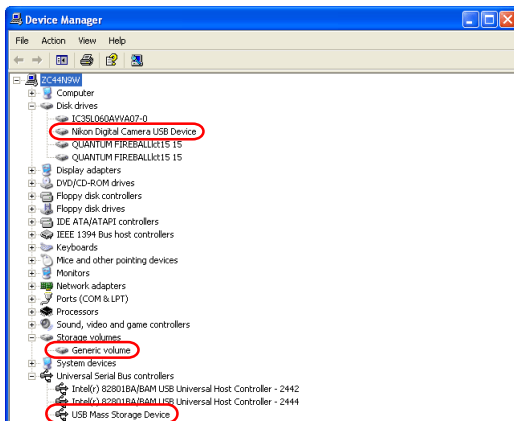 Device Manager
File Action View Help
ZC44N9W
Computer
Disk drives
IC35L060AVVA07-0
Nikon Digital Camera USB Device
QUANTUM FIREBALLlct15 15
QUANTUM FIREBALLlct15 15
Display adapters
DVD/CD-ROM drives
Floppy disk controllers
Floppy disk drives
IDE ATA/ATAPI controllers
IEEE 1394 Bus host controllers
Keyboards
Mice and other pointing devices
Monitors
Network adapters
Ports (COM & LPT)
Processors
Sound, video and game controllers
Storage volumes
Generic volume
System devices
Universal Serial Bus controllers
Intel(r) 82801BA/BAM USB Universal Host Controller - 2442
Intel(r) 82801BA/BAM USB Universal Host Controller - 2444
USB Mass Storage Device